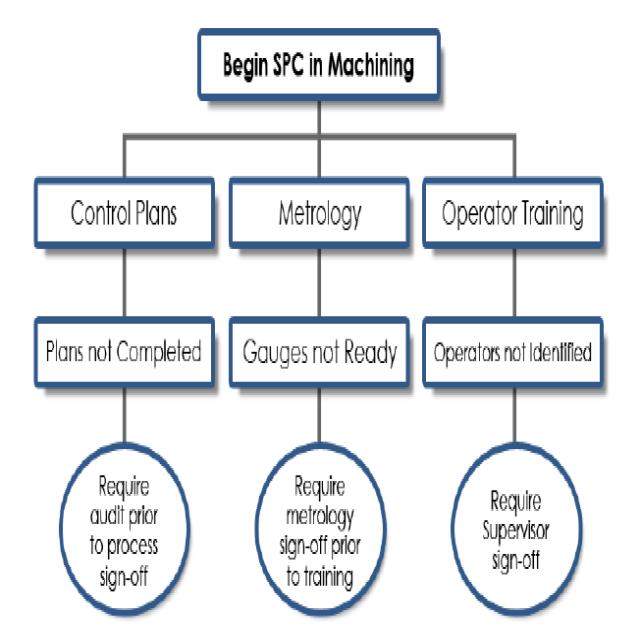 Begin SPC in Machining
Control Plans
Metrology
Operator Training
Plans not Completed
Gauges not Ready
Operators not Identified
Require
audit prior
to process
sign-off
Require
metrology
sign-off prior
to training
Require
Supervisor
sign-off